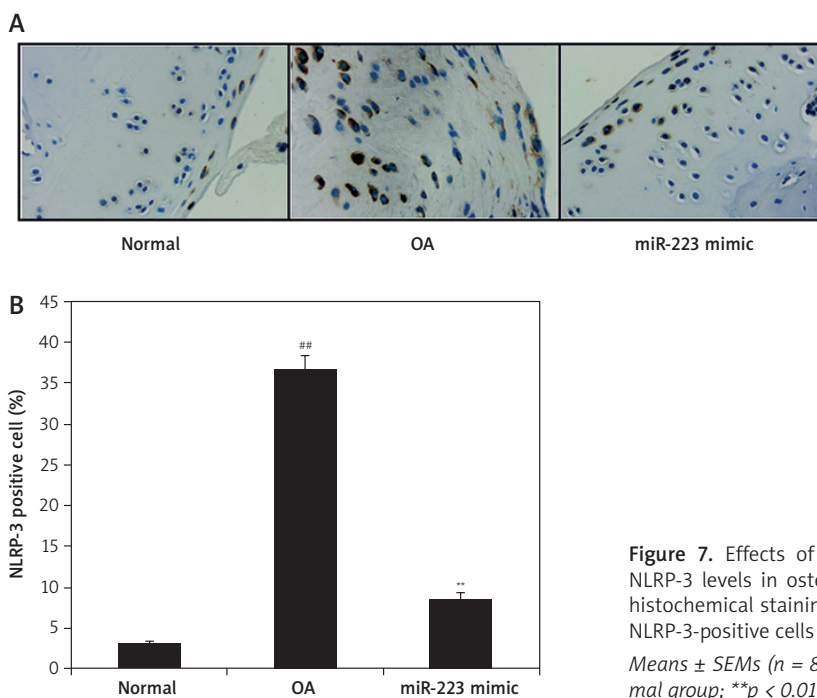 A
Normal OA miR-223 mimic
B
NLRP-3 positive cell (%)
45
40
35
30
25
20
15
10
5
0
##
**
Normal OA miR-223 mimic
Figure 7. Effects of
NLRP-3 levels in oste
histochemical stainin
NLRP-3-positive cells
Means ± SEMs (n = 8
mal group; **p < 0.01